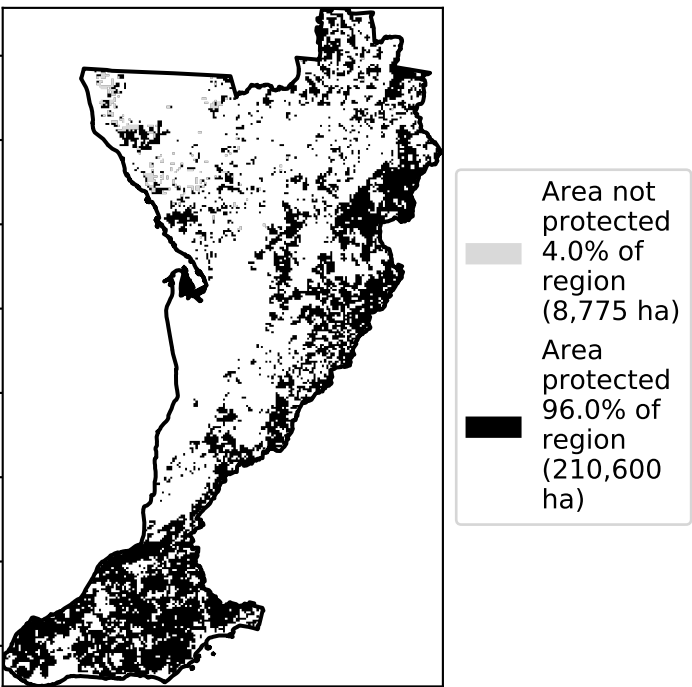 Area not
protected
4.0% of
region
(8,775 ha)
Area
protected
96.0% of
region
(210,600
ha)